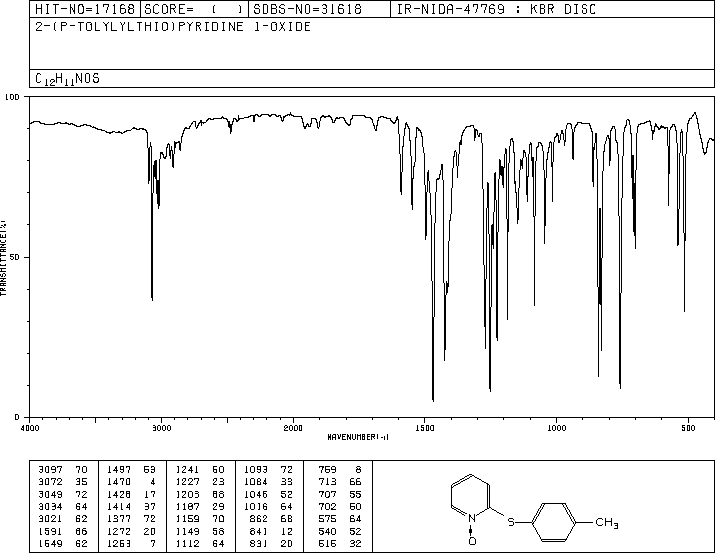 HIT-NO=17168 SCORE= ( ) SDBS-NO=31618 IR-NIDA-47769 : KBR DISC
2-(P-TOLYLYLTHIO)PYRIDINE 1-OXIDE
C12H11NOS
100
50
0
TRANSMITTANCE(%)
4000 3000 2000 1500 1000 500
WAVENUMBER(-1)
3097 70 1497 53 1241 50 1093 72 759 8
3072 35 1470 4 1227 23 1084 33 713 66
3049 72 1428 17 1203 68 1046 52 707 55
3034 64 1414 37 1187 29 1016 64 702 50
3021 62 1377 72 1159 70 862 68 575 64
1591 66 1272 20 1149 58 841 12 540 52
1549 62 1253 7 1112 64 831 20 516 32
N
O
S
CH3